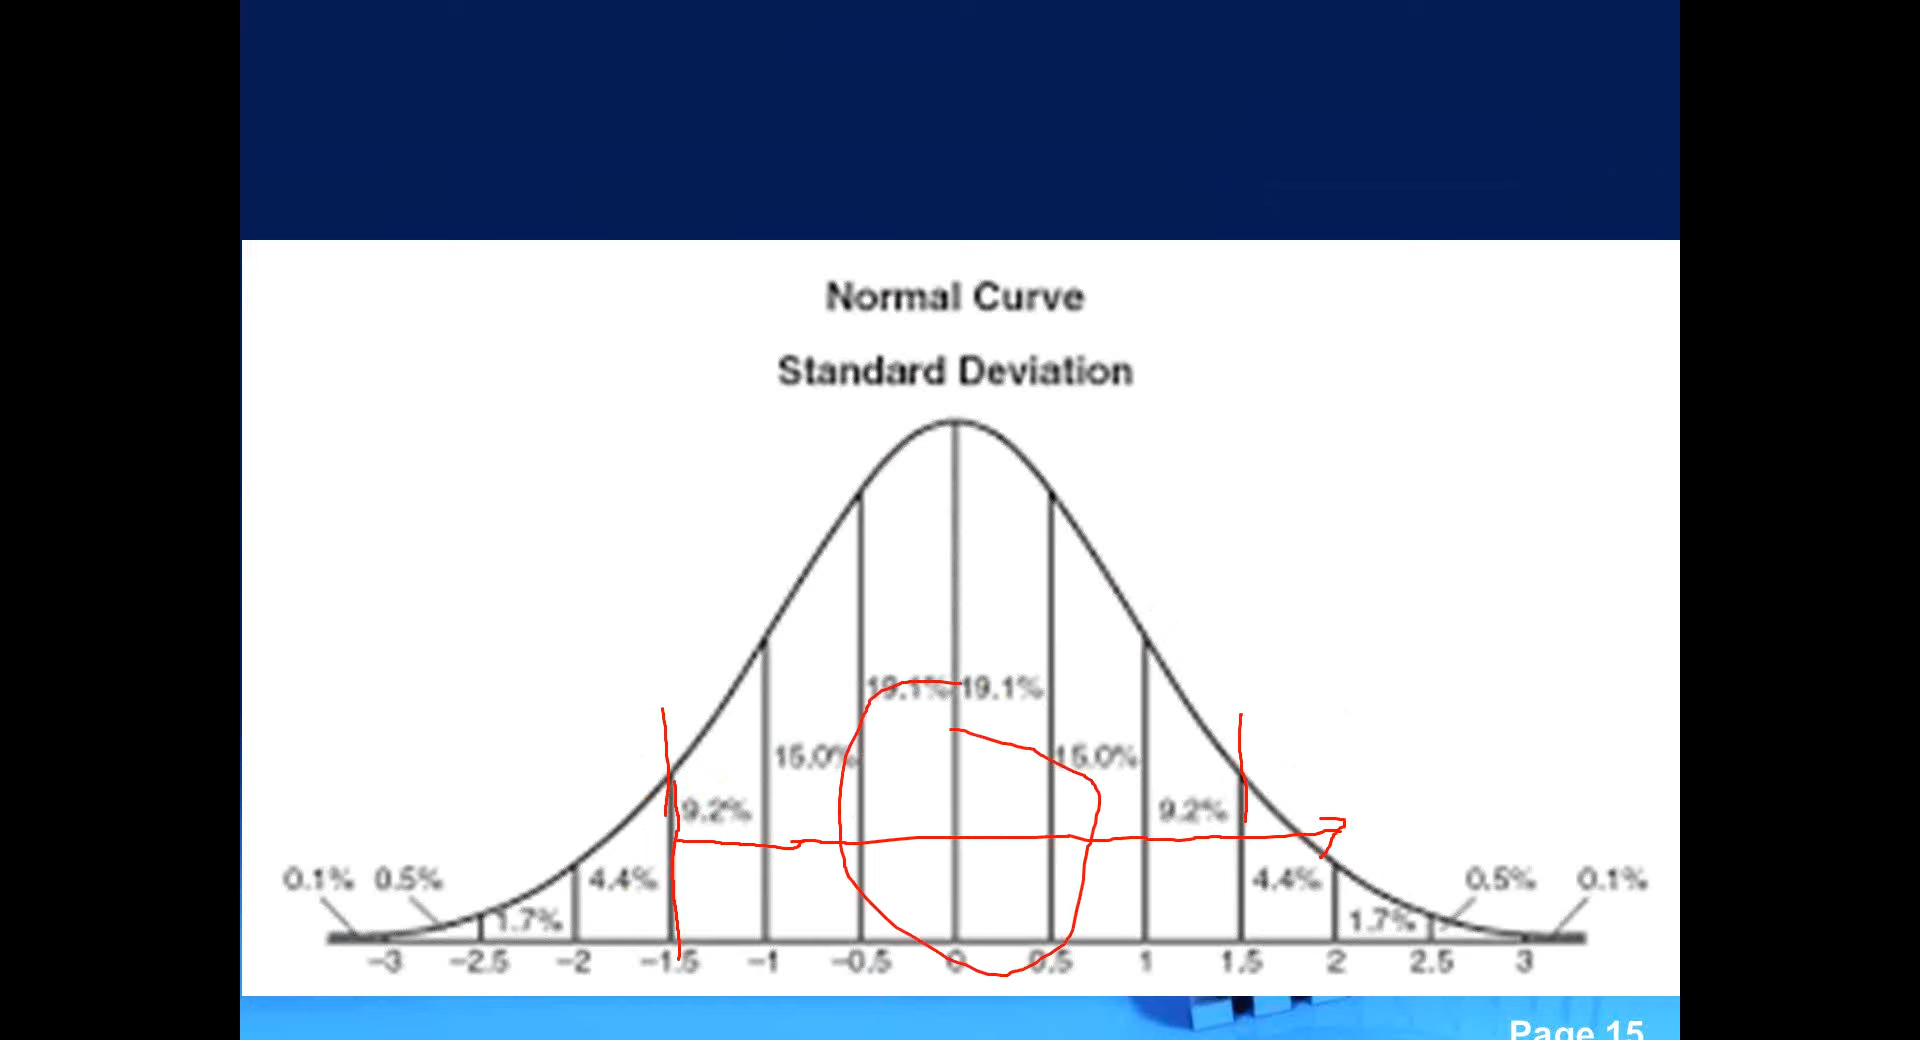 Normal Curve
Standard Deviation
19.1% 19.1%
15.0% 15.0%
9.2% 9.2%
0.1% 0.5% 4.4% 4.4% 0.5% 0.1%
1.7% 1.7%
−3 −2.5 −2 −1.5 −1 −0.5 0 0.5 1 1.5 2 2.5 3
Page 15